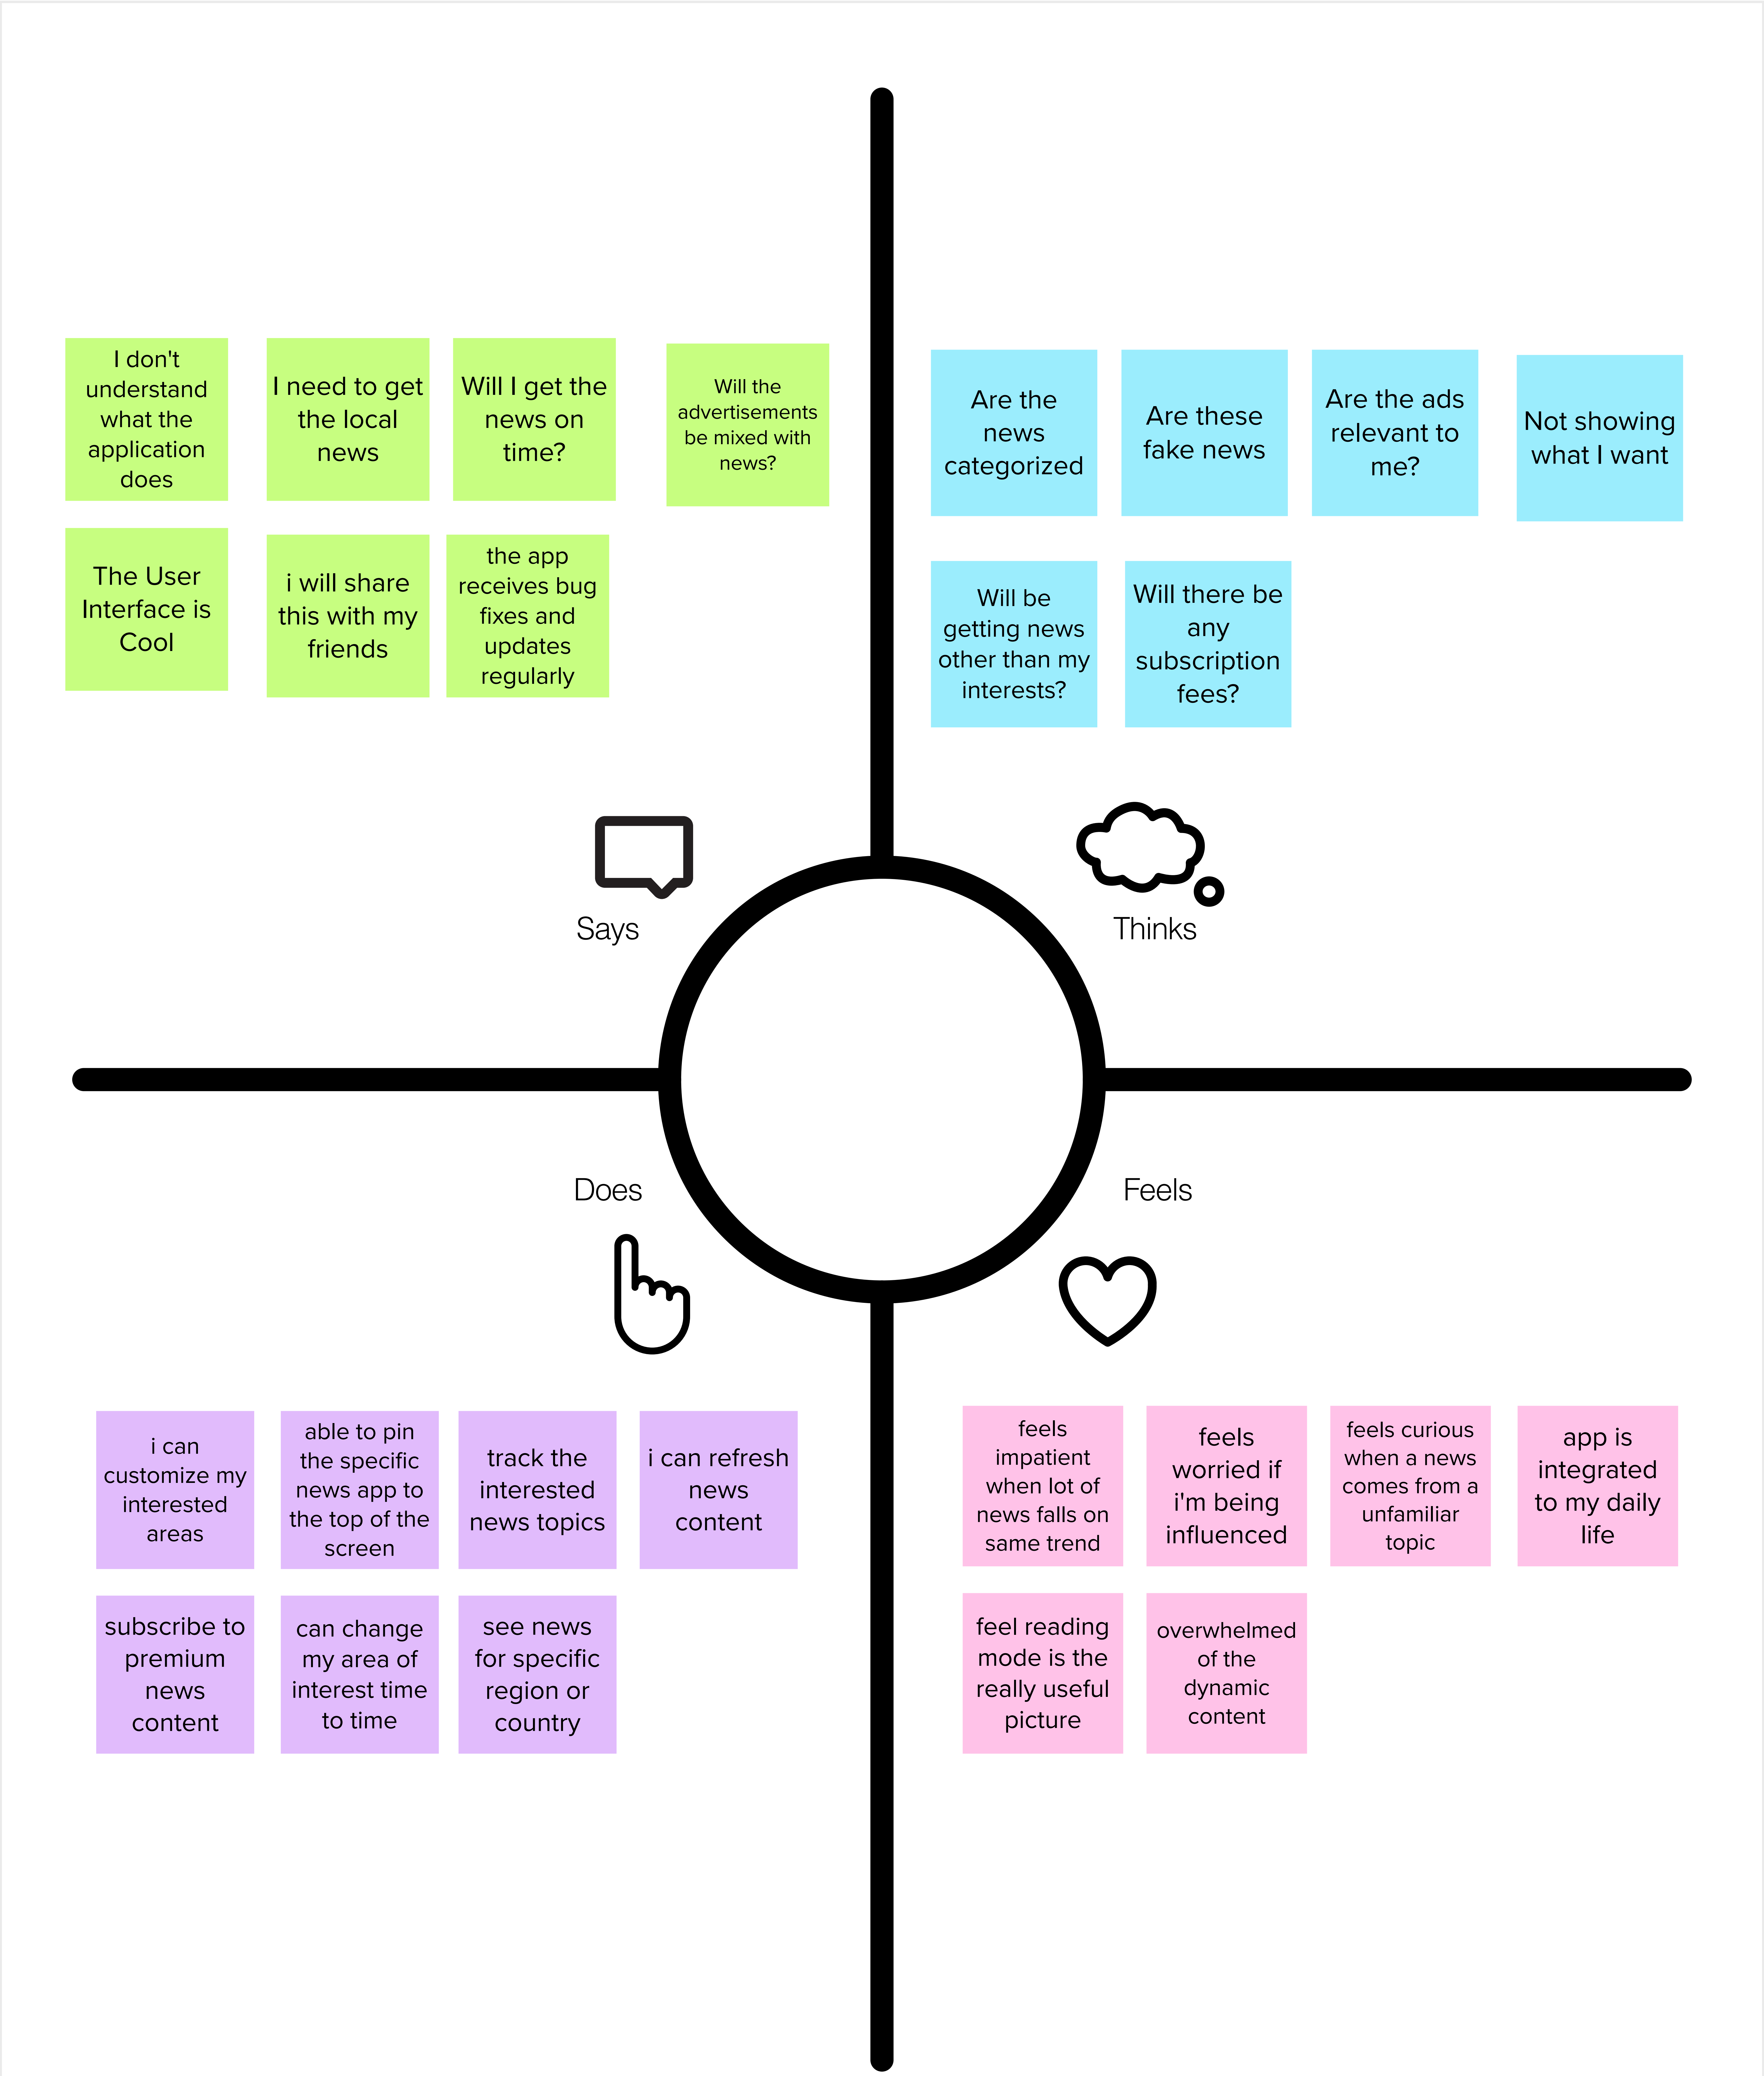 I don't
understand
what the
application
does
I need to get
the local
news
Will I get the
news on
time?
Will the
advertisements
be mixed with
news?
The User
Interface is
Cool
i will share
this with my
friends
the app
receives bug
fixes and
updates
regularly
Says
Are the
news
categorized
Are these
fake news
Are the ads
relevant to
me?
Not showing
what I want
Will be
getting news
other than my
interests?
Will there be
any
subscription
fees?
Thinks
Does
i can
customize my
interested
areas
able to pin
the specific
news app to
the top of the
screen
track the
interested
news topics
i can refresh
news
content
subscribe to
premium
news
content
can change
my area of
interest time
to time
see news
for specific
region or
country
Feels
feels
impatient
when lot of
news falls on
same trend
feels
worried if
i'm being
influenced
feels curious
when a news
comes from a
unfamiliar
topic
app is
integrated
to my daily
life
feel reading
mode is the
really useful
picture
overwhelmed
of the
dynamic
content